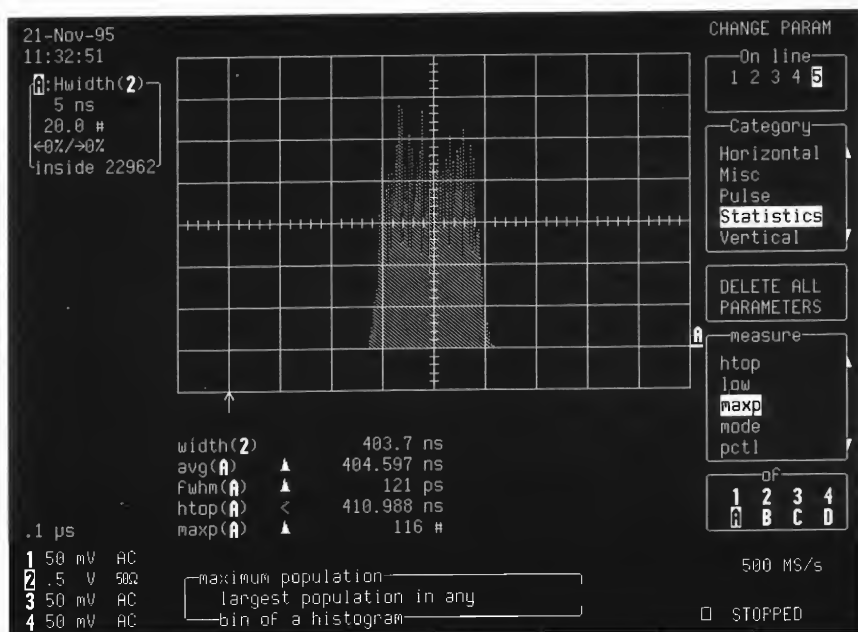 21-Nov-95
11:32:51
A:Hwidth(2)
5 ns
20.0 #
←0%/→0%
inside 22962
CHANGE PARAM
On line
1 2 3 4 5
Category
Horizontal
Misc
Pulse
Statistics
Vertical
DELETE ALL
PARAMETERS
A
measure
htop
low
maxp
mode
pctl
of
1 2 3 4
A B C D
width(2) 403.7 ns
avg(A) 404.597 ns
fwhm(A) 121 ps
htop(A) < 410.988 ns
maxp(A) 116 #
.1 µs
1 50 mV AC
2 .5 V 50Ω
3 50 mV AC
4 50 mV AC
maximum population
largest population in any
bin of a histogram
500 MS/s
STOPPED